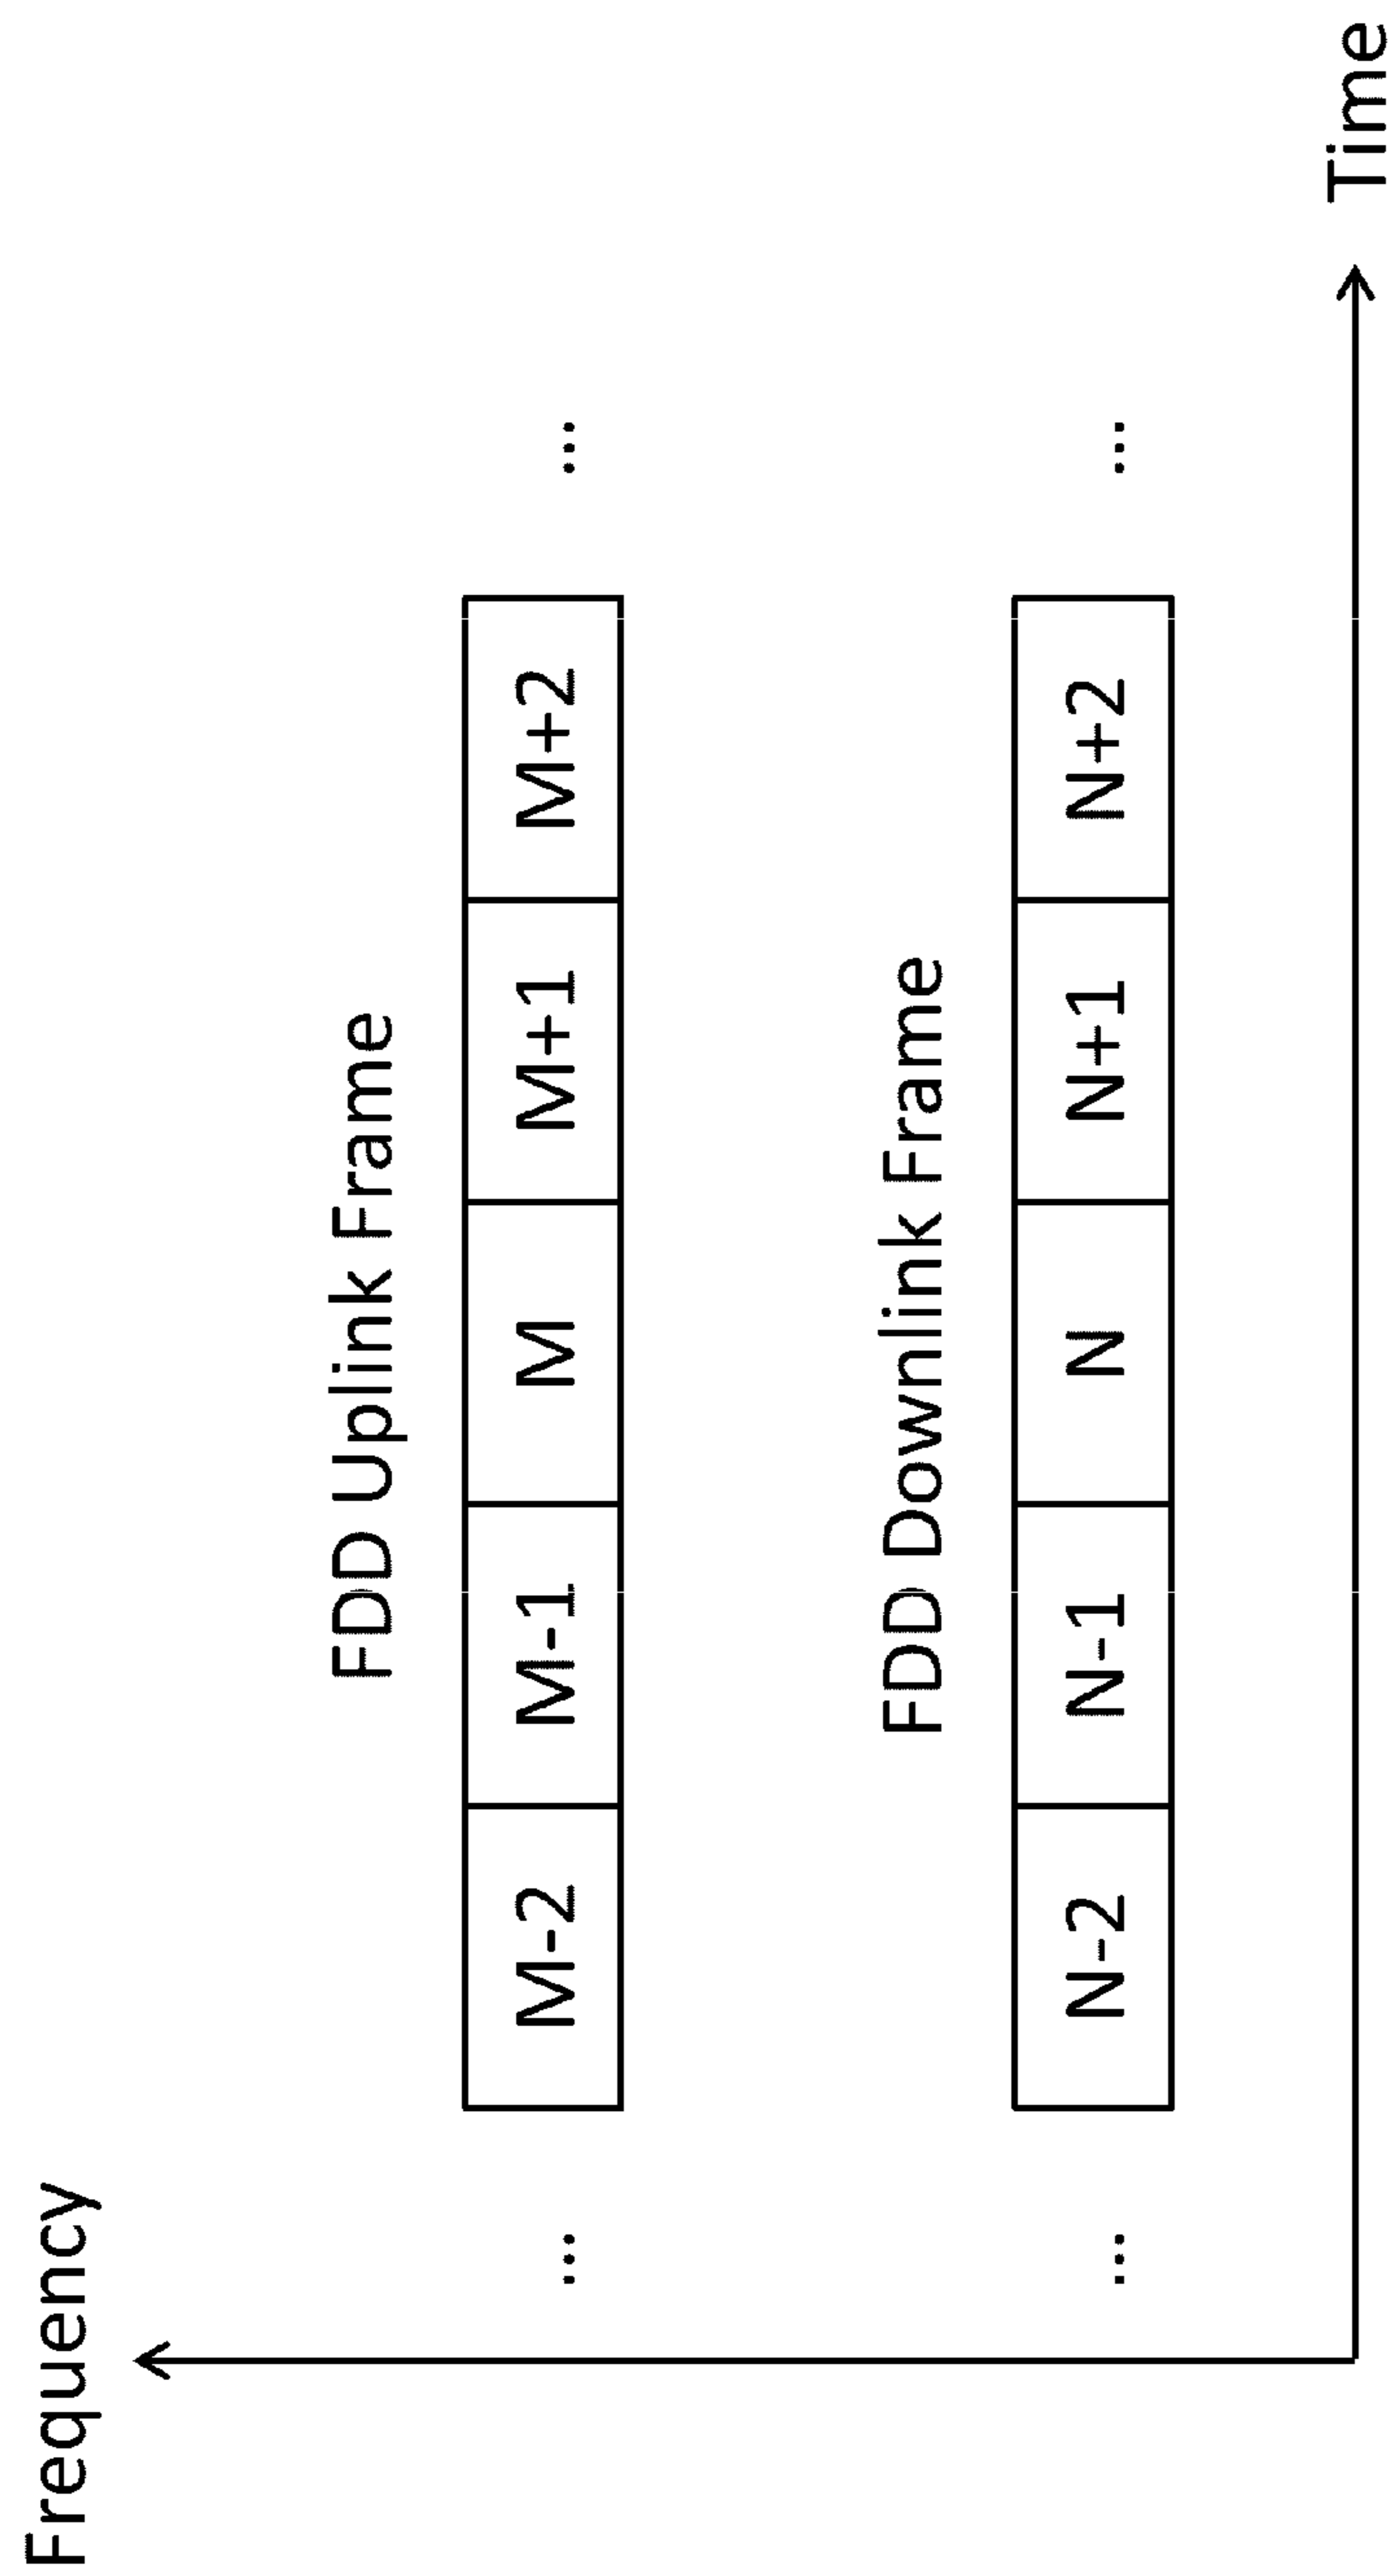 Frequency
FDD Uplink Frame
... M-2 M-1 M M+1 M+2 ...
FDD Downlink Frame
... N-2 N-1 N N+1 N+2 ...
Time